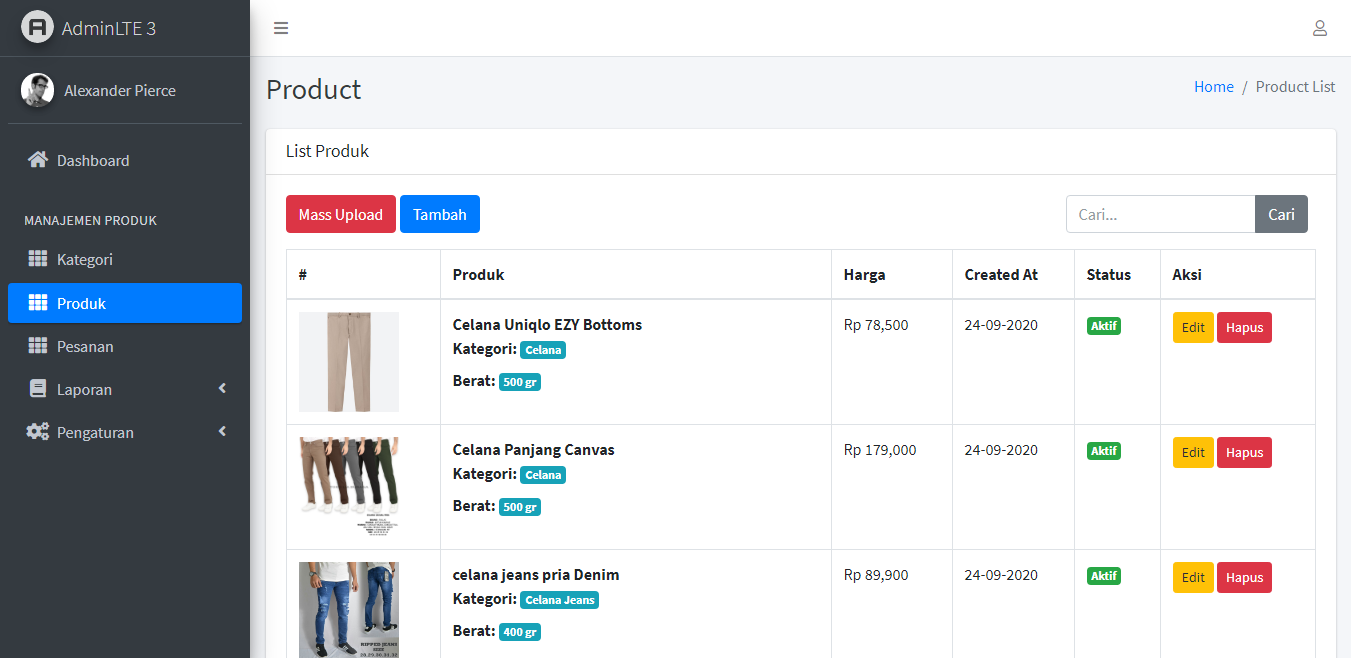 AdminLTE 3
Alexander Pierce
Product
Home / Product List
Dashboard
MANAJEMEN PRODUK
Kategori
Produk
Pesanan
Laporan
Pengaturan
List Produk
Mass Upload Tambah Cari... Cari
# Produk Harga Created At Status Aksi
Celana Uniqlo EZY Bottoms Rp 78,500 24-09-2020 Aktif Edit Hapus
Kategori: Celana
Berat: 500 gr
Celana Panjang Canvas Rp 179,000 24-09-2020 Aktif Edit Hapus
Kategori: Celana
Berat: 500 gr
celana jeans pria Denim Rp 89,900 24-09-2020 Aktif Edit Hapus
Kategori: Celana Jeans
Berat: 400 gr
RIPPED JEANS